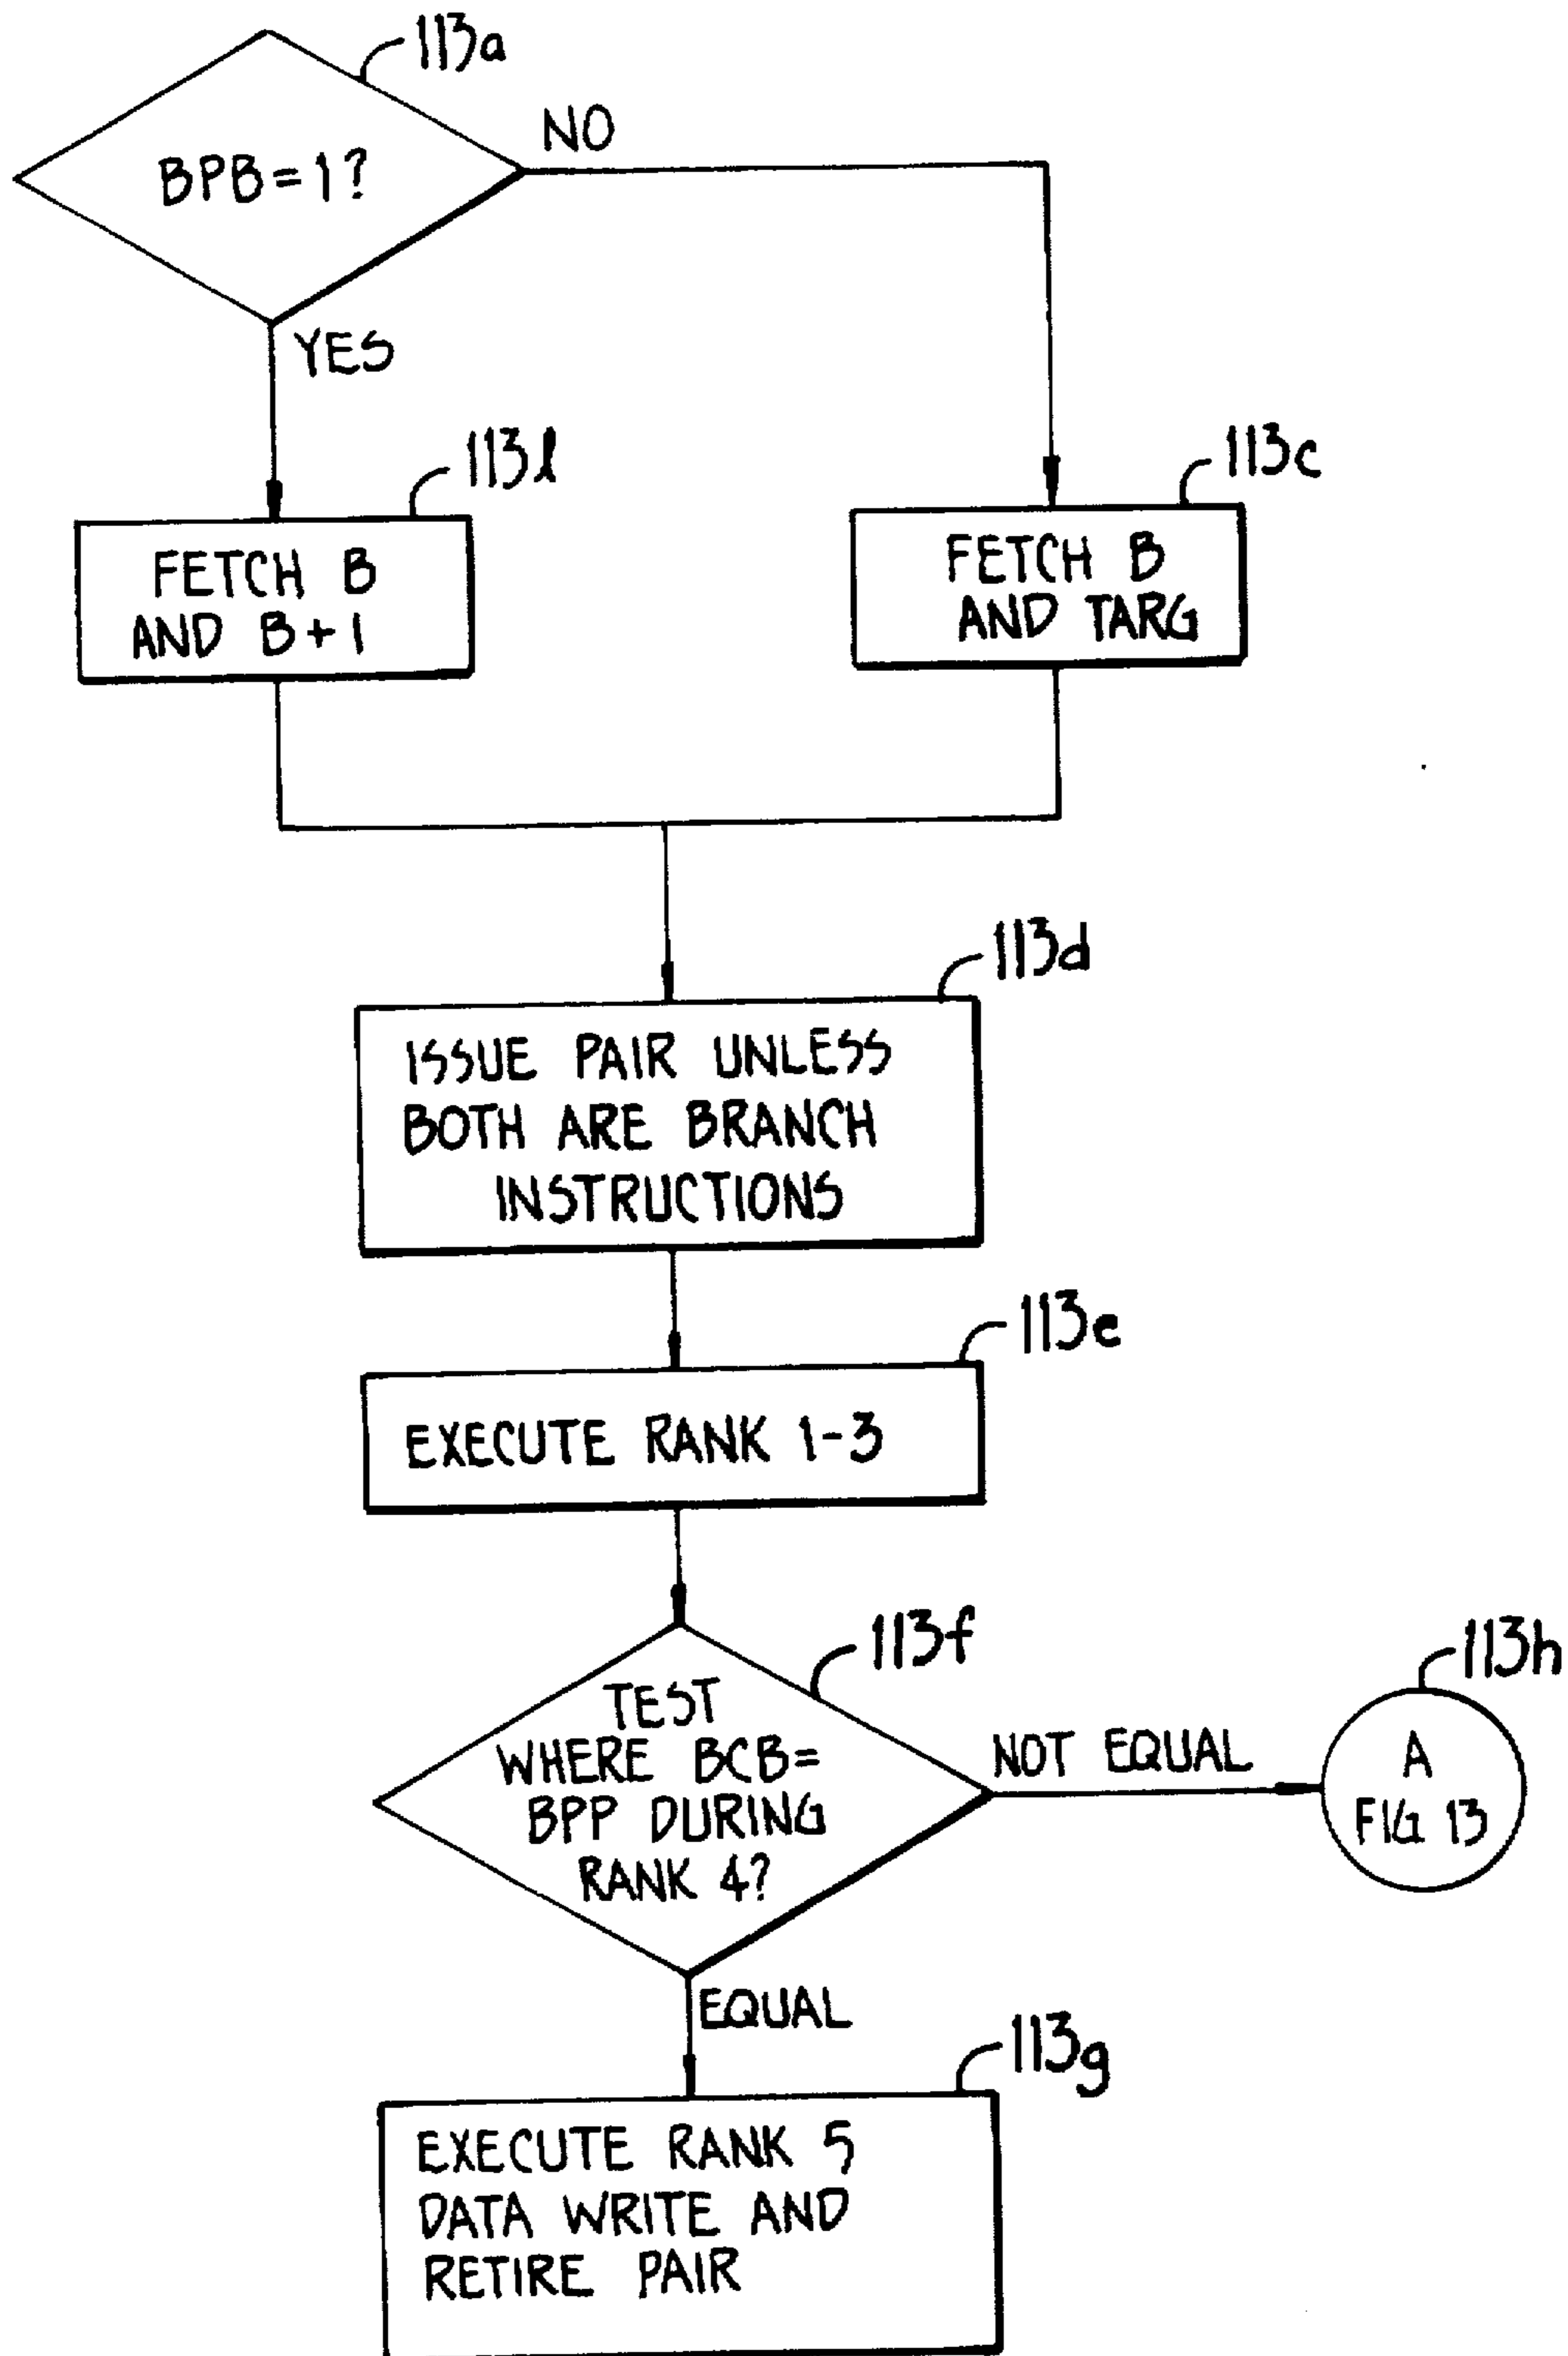 113a
BPB=1?
NO
YES
113l
FETCH B
AND B+1
113c
FETCH B
AND TARG
113d
ISSUE PAIR UNLESS
BOTH ARE BRANCH
INSTRUCTIONS
113e
EXECUTE RANK 1-3
113f
TEST
WHERE BCB=
BPP DURING
RANK 4?
NOT EQUAL
113h
A
FIG 13
EQUAL
113g
EXECUTE RANK 5
DATA WRITE AND
RETIRE PAIR